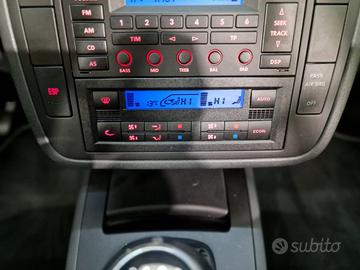 FM
AM
CD
AS
1 2 3 4 5 6
TIM
TP
SEEK
TRACK
DSP
BASS MID TREB BAL FAD
ESP
PASS
AIR BAG
OFF
AUTO
HI
HI
ECON
subito